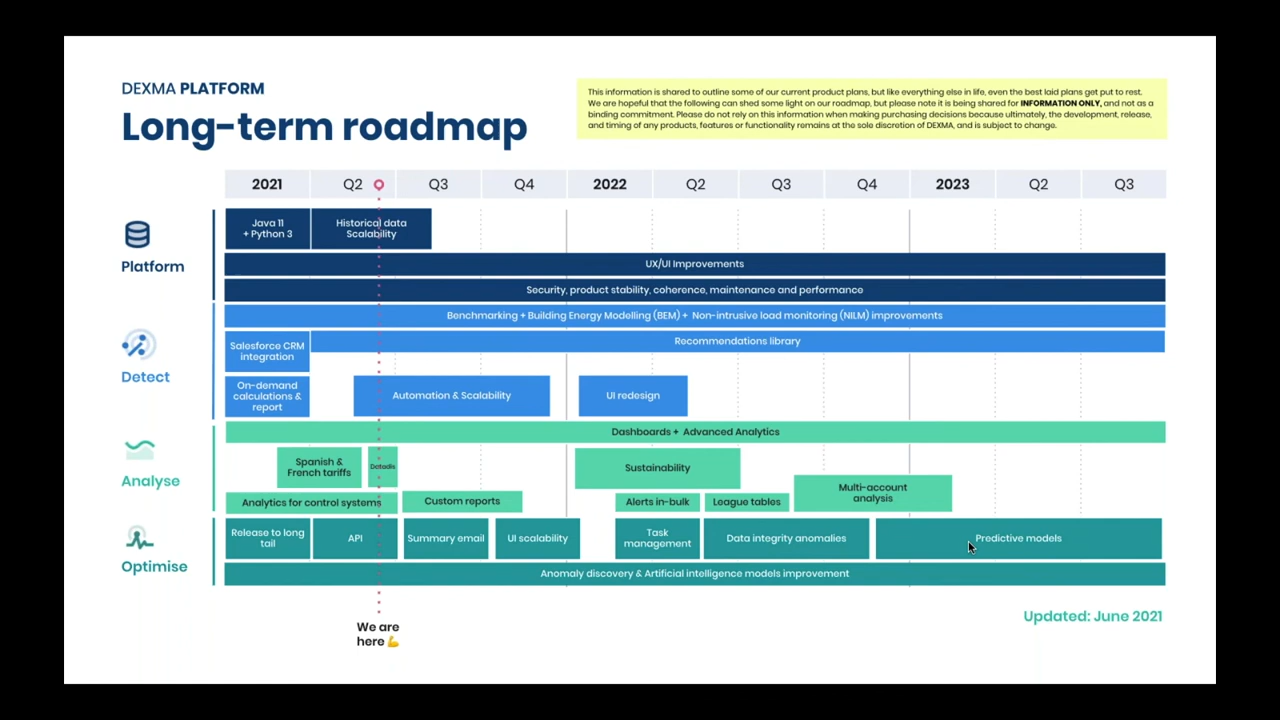 DEXMA PLATFORM
Long-term roadmap
This information is shared to outline some of our current product plans, but like everything else in life, even the best laid plans get put to rest.
We are hopeful that the following can shed some light on our roadmap, but please note it is being shared for INFORMATION ONLY, and not as a
binding commitment. Please do not rely on this information when making purchasing decisions because ultimately, the development, release,
and timing of any products, features or functionality remains at the sole discretion of DEXMA, and is subject to change.
2021 Q2 Q3 Q4 2022 Q2 Q3 Q4 2023 Q2 Q3
Platform
Java 11
+ Python 3
Historical data
Scalability
UX/UI Improvements
Security, product stability, coherence, maintenance and performance
Detect
Benchmarking + Building Energy Modelling (BEM) + Non-intrusive load monitoring (NILM) improvements
Salesforce CRM
integration
Recommendations library
On-demand
calculations &
report
Automation & Scalability
UI redesign
Analyse
Dashboards + Advanced Analytics
Spanish &
French tariffs
Datadis
Sustainability
Multi-account
analysis
Analytics for control systems
Custom reports
Alerts in-bulk
League tables
Optimise
Release to long
tail
API
Summary email
UI scalability
Task
management
Data integrity anomalies
Predictive models
Anomaly discovery & Artificial intelligence models improvement
We are
here 💪
Updated: June 2021